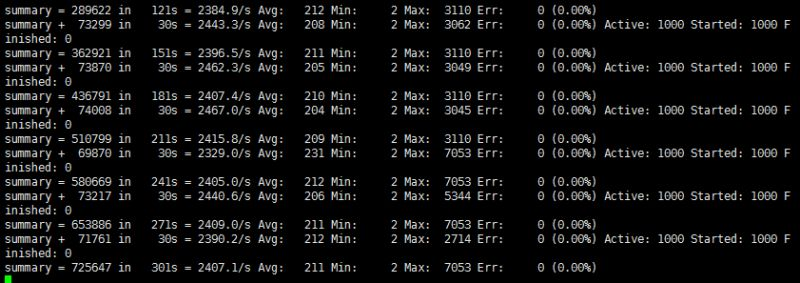 summary = 289622 in   121s = 2384.9/s Avg:   212 Min:     2 Max:  3110 Err:     0 (0.00%)
summary +  73299 in    30s = 2443.3/s Avg:   208 Min:     2 Max:  3062 Err:     0 (0.00%) Active: 1000 Started: 1000 F
inished: 0
summary = 362921 in   151s = 2396.5/s Avg:   211 Min:     2 Max:  3110 Err:     0 (0.00%)
summary +  73870 in    30s = 2462.3/s Avg:   205 Min:     2 Max:  3049 Err:     0 (0.00%) Active: 1000 Started: 1000 F
inished: 0
summary = 436791 in   181s = 2407.4/s Avg:   210 Min:     2 Max:  3110 Err:     0 (0.00%)
summary +  74008 in    30s = 2467.0/s Avg:   204 Min:     2 Max:  3045 Err:     0 (0.00%) Active: 1000 Started: 1000 F
inished: 0
summary = 510799 in   211s = 2415.8/s Avg:   209 Min:     2 Max:  3110 Err:     0 (0.00%)
summary +  69870 in    30s = 2329.0/s Avg:   231 Min:     2 Max:  7053 Err:     0 (0.00%) Active: 1000 Started: 1000 F
inished: 0
summary = 580669 in   241s = 2405.0/s Avg:   212 Min:     2 Max:  7053 Err:     0 (0.00%)
summary +  73217 in    30s = 2440.6/s Avg:   206 Min:     2 Max:  5344 Err:     0 (0.00%) Active: 1000 Started: 1000 F
inished: 0
summary = 653886 in   271s = 2409.0/s Avg:   211 Min:     2 Max:  7053 Err:     0 (0.00%)
summary +  71761 in    30s = 2390.2/s Avg:   212 Min:     2 Max:  2714 Err:     0 (0.00%) Active: 1000 Started: 1000 F
inished: 0
summary = 725647 in   301s = 2407.1/s Avg:   211 Min:     2 Max:  7053 Err:     0 (0.00%)